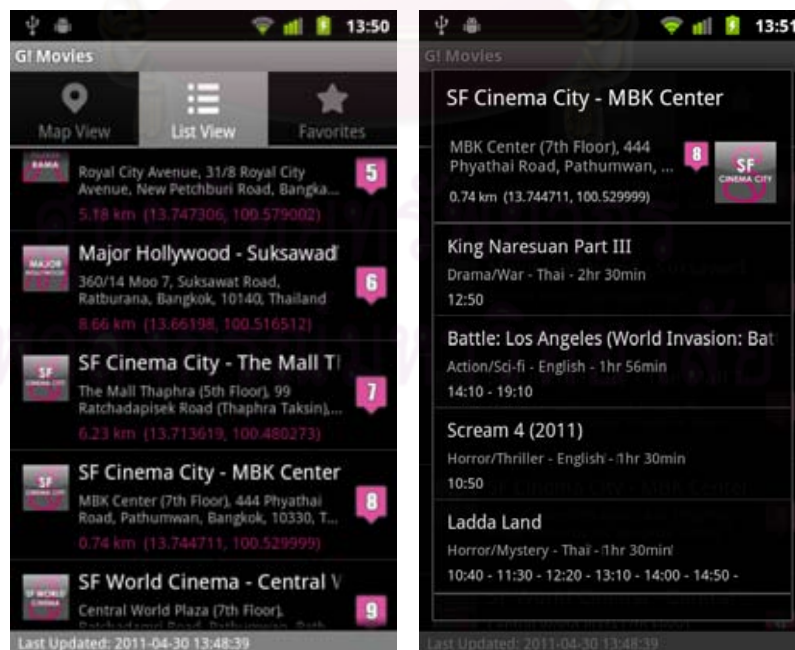 13:50
G! Movies
Map View
List View
Favorites
RAMA
Royal City Avenue, 31/8 Royal City
Avenue, New Petchburi Road, Bangka...
5.18 km (13.747306, 100.579002)
5
MAJOR
HOLLYWOOD
Major Hollywood - Suksawad
360/14 Moo 7, Suksawat Road,
Ratburana, Bangkok, 10140, Thailand
8.66 km (13.66198, 100.516512)
6
SF
CINEMA CITY
SF Cinema City - The Mall T
The Mall Thaphra (5th Floor), 99
Ratchadapisek Road (Thaphra Taksin),...
6.23 km (13.713619, 100.480273)
7
SF
CINEMA CITY
SF Cinema City - MBK Center
MBK Center (7th Floor), 444 Phyathai
Road, Pathumwan, Bangkok, 10330, T...
0.74 km (13.744711, 100.529999)
8
SF WORLD
CINEMA
SF World Cinema - Central
Central World Plaza (7th Floor),
Ratchadamri Road, Pathumwan,
9
Last Updated: 2011-04-30 13:48:39
13:51
G! Movies
SF Cinema City - MBK Center
MBK Center (7th Floor), 444
Phyathai Road, Pathumwan, ...
0.74 km (13.744711, 100.529999)
8
SF
CINEMA CITY
King Naresuan Part III
Drama/War - Thai - 2hr 30min
12:50
Battle: Los Angeles (World Invasion: Bat
Action/Sci-fi - English - 1hr 56min
14:10 - 19:10
Scream 4 (2011)
Horror/Thriller - English - 1hr 30min
10:50
Ladda Land
Horror/Mystery - Thai - 1hr 30min
10:40 - 11:30 - 12:20 - 13:10 - 14:00 - 14:50 -
Last Updated: 2011-04-30 13:48:39